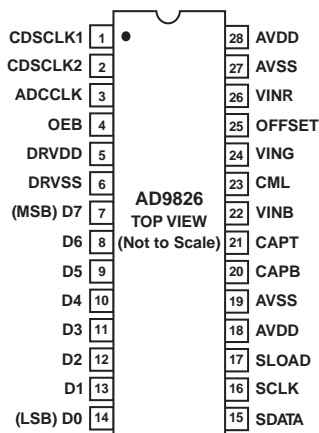 CDSCLK1 1 28 AVDD
CDSCLK2 2 27 AVSS
ADCCLK 3 26 VINR
OEB 4 25 OFFSET
DRVDD 5 24 VING
DRVSS 6 23 CML
(MSB) D7 7 22 VINB
D6 8 21 CAPT
D5 9 20 CAPB
D4 10 19 AVSS
D3 11 18 AVDD
D2 12 17 SLOAD
D1 13 16 SCLK
(LSB) D0 14 15 SDATA
AD9826
TOP VIEW
(Not to Scale)